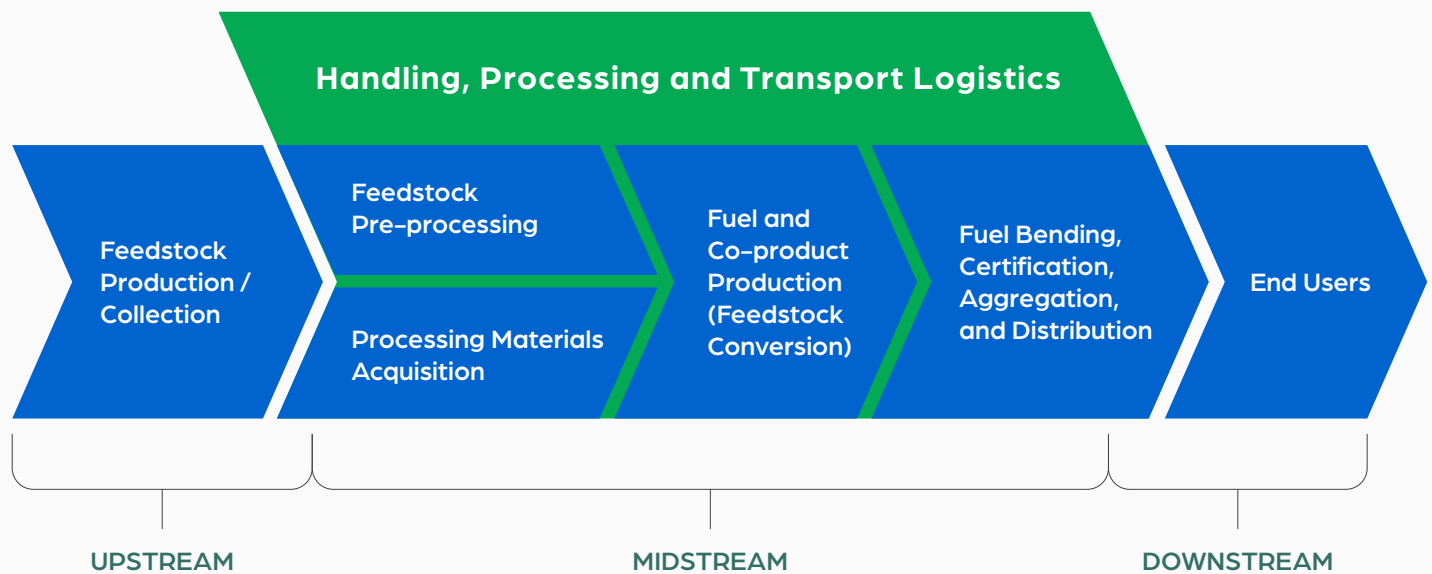 Handling, Processing and Transport Logistics
Feedstock
Production /
Collection
Feedstock
Pre-processing
Processing Materials
Acquisition
Fuel and
Co-product
Production
(Feedstock
Conversion)
Fuel Bending,
Certification,
Aggregation,
and Distribution
End Users
UPSTREAM
MIDSTREAM
DOWNSTREAM